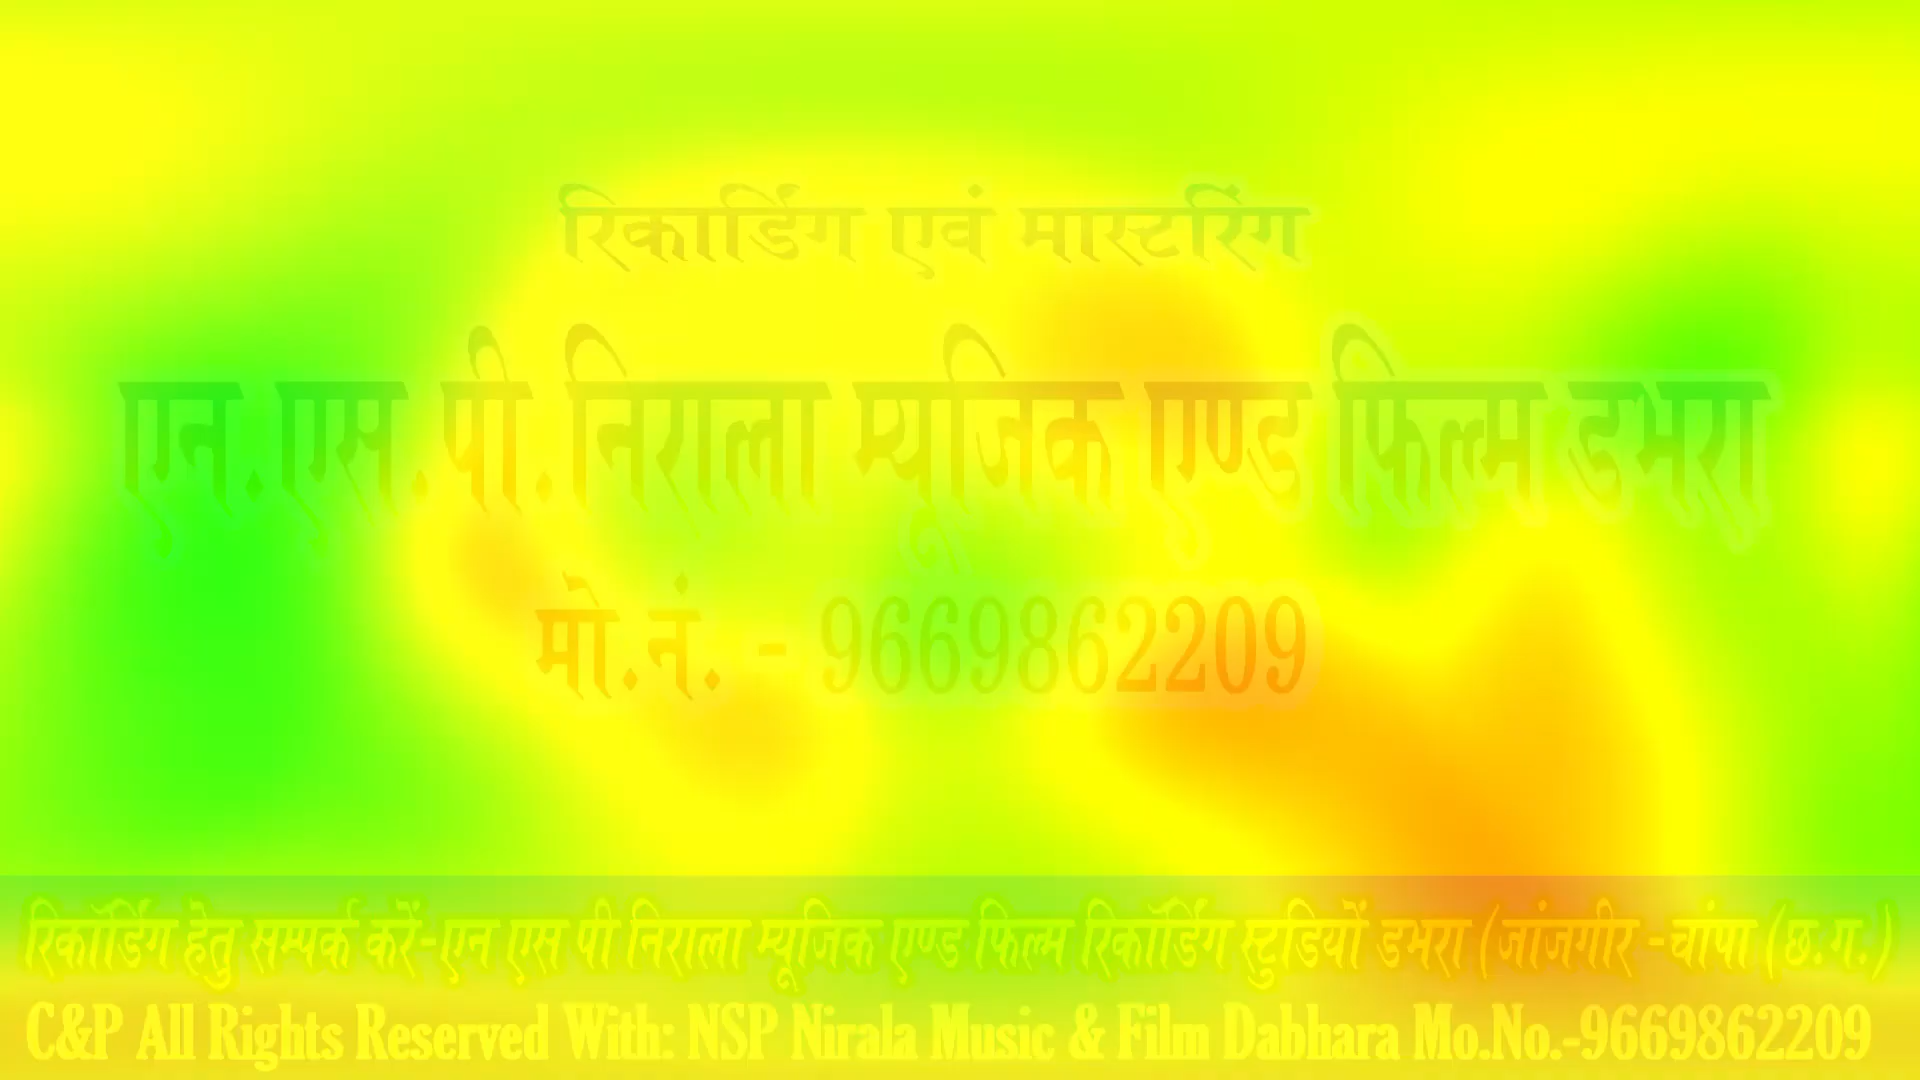 रिकार्डिंग एवं मास्टरिंग
एन.एस.पी.निराला म्यूजिक एण्ड फिल्म डभरा
मो.नं. - 9669862209
रिकॉर्डिंग हेतु सम्पर्क करें-एन एस पी निराला म्यूजिक एण्ड फिल्म रिकॉर्डिंग स्टुडियों डभरा (जांजगीर -चांपा (छ.ग.)
C&P All Rights Reserved With: NSP Nirala Music & Film Dabhara Mo.No.-9669862209